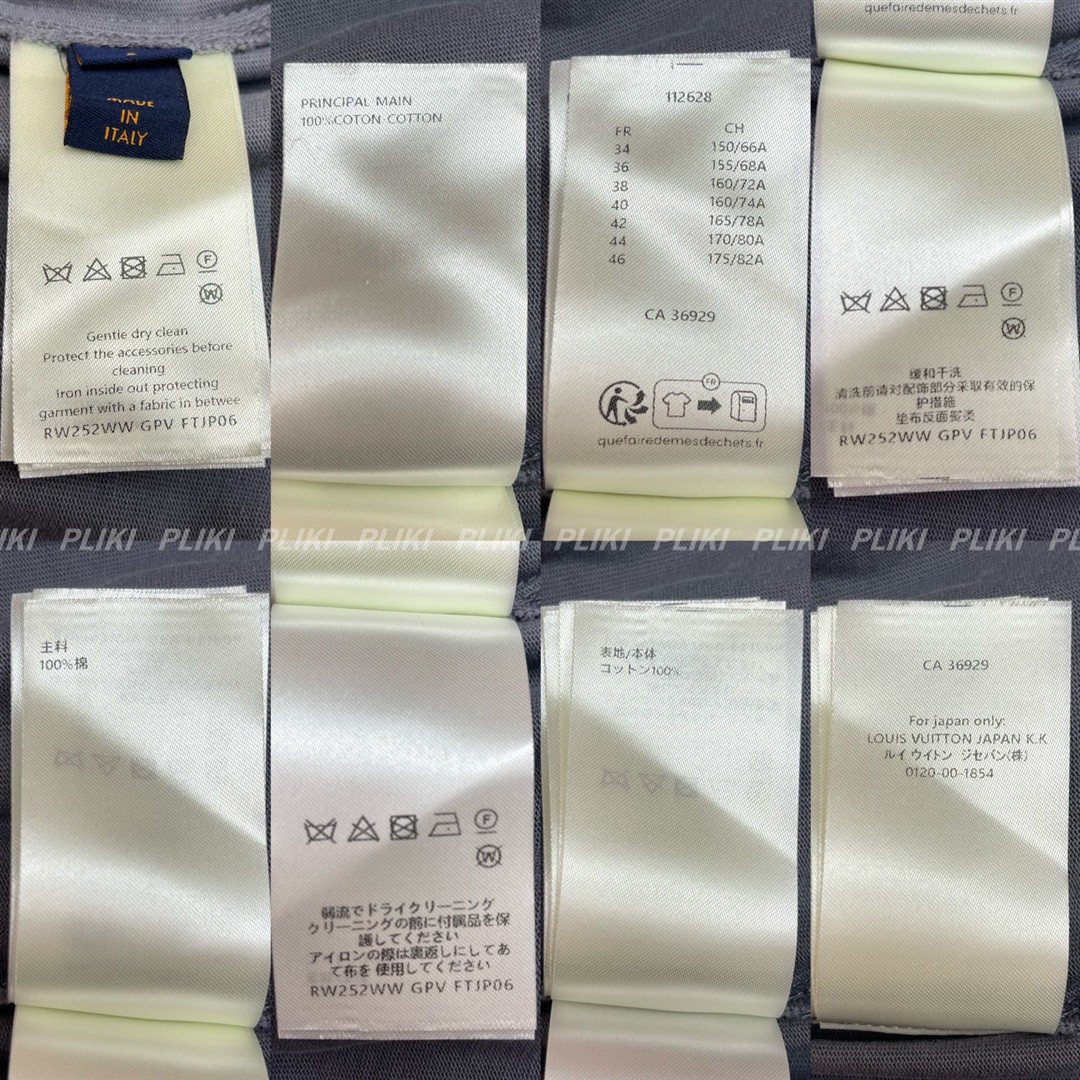 MADE
IN
ITALY
Gentle dry clean
Protect the accessories before
cleaning
Iron inside out protecting
garment with a fabric in betwee
RW252WW GPV FTJP06
PRINCIPAL MAIN
100%COTON COTTON
112628
FR CH
34 150/66A
36 155/68A
38 160/72A
40 160/74A
42 165/78A
44 170/80A
46 175/82A
CA 36929
FR
quefairedemesdechets.fr
quefairedemesdechets.fr
F
W
缓和干洗
清洗前请对配饰部分采取有效的保
护措施
垫布反面熨烫
RW252WW GPV FTJP06
IKI PLIKI PLIKI PLIKI PLIKI PLIKI PLIKI PLIKI PLIKI PLIKI PLIKI
主料
100%棉
F
W
弱流でドライクリーニング
クリーニングの前に付属品を保
護してください
アイロンの際は裏返しにしてあ
て布を 使用してください
RW252WW GPV FTJP06
表地/本体
コットン100%
CA 36929
For japan only:
LOUIS VUITTON JAPAN K.K
ルイ ウイトン ジセパン(株)
0120-00-1854